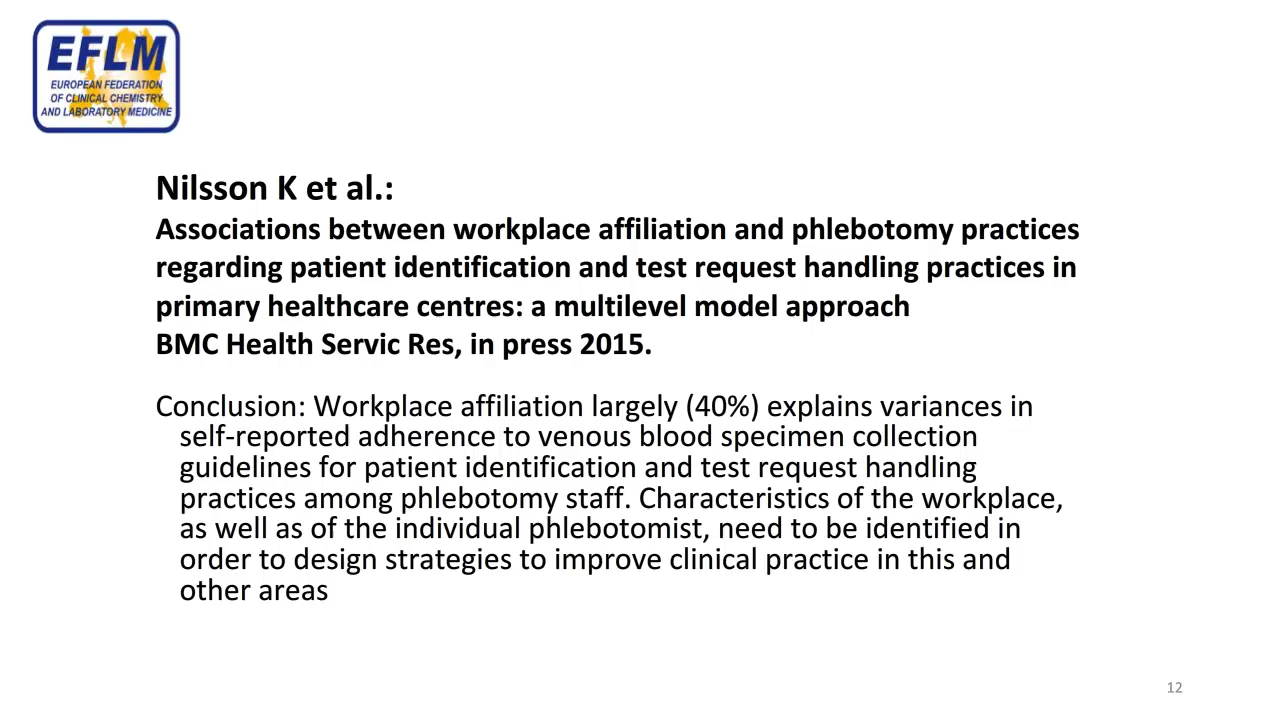 EFLM
EUROPEAN FEDERATION
OF CLINICAL CHEMISTRY
AND LABORATORY MEDICINE
Nilsson K et al.:
Associations between workplace affiliation and phlebotomy practices
regarding patient identification and test request handling practices in
primary healthcare centres: a multilevel model approach
BMC Health Servic Res, in press 2015.
Conclusion: Workplace affiliation largely (40%) explains variances in
self-reported adherence to venous blood specimen collection
guidelines for patient identification and test request handling
practices among phlebotomy staff. Characteristics of the workplace,
as well as of the individual phlebotomist, need to be identified in
order to design strategies to improve clinical practice in this and
other areas
12